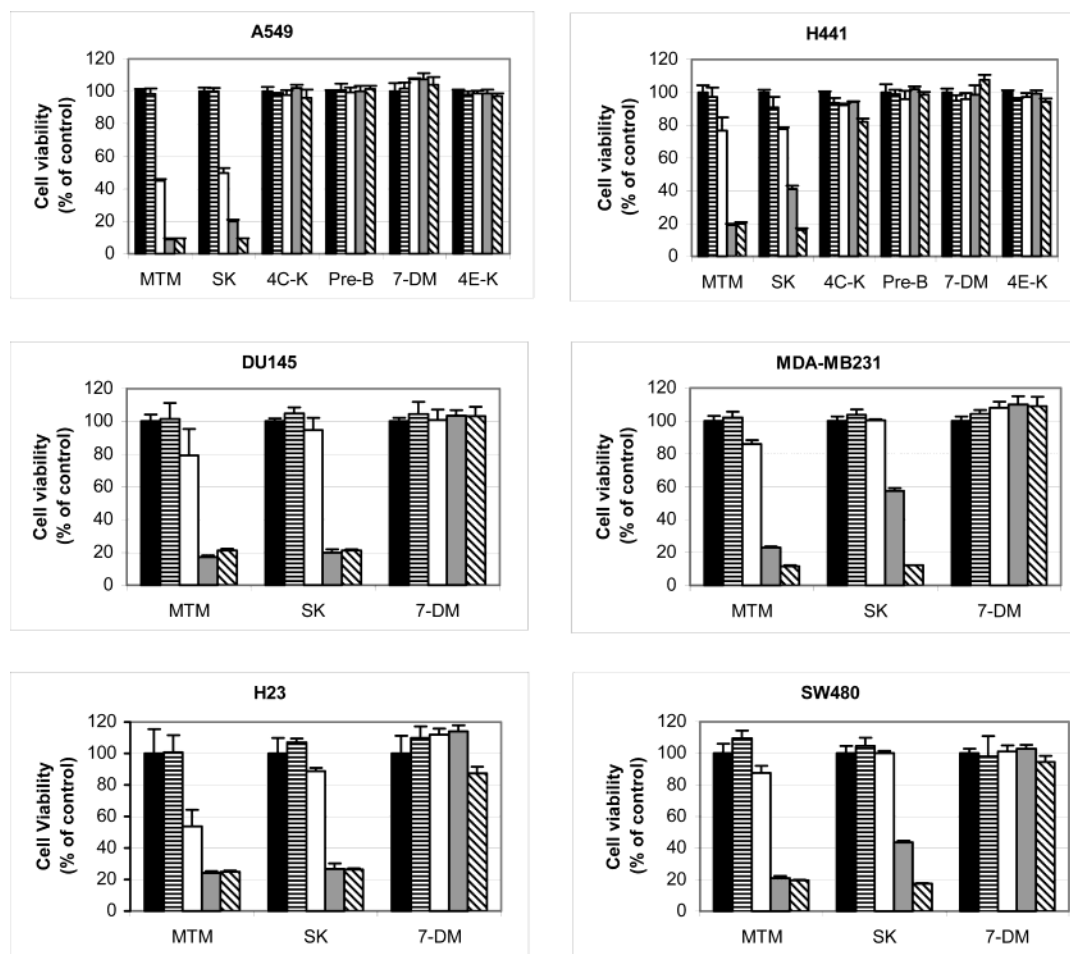 A549
Cell viability
(% of control)
120
100
80
60
40
20
0
MTM SK 4C-K Pre-B 7-DM 4E-K
H441
Cell viability
(% of control)
120
100
80
60
40
20
0
MTM SK 4C-K Pre-B 7-DM 4E-K
DU145
Cell viability
(% of control)
120
100
80
60
40
20
0
MTM SK 7-DM
MDA-MB231
Cell viability
(% of control)
120
100
80
60
40
20
0
MTM SK 7-DM
H23
Cell Viability
(% of control)
120
100
80
60
40
20
0
MTM SK 7-DM
SW480
Cell viability
(% of control)
120
100
80
60
40
20
0
MTM SK 7-DM